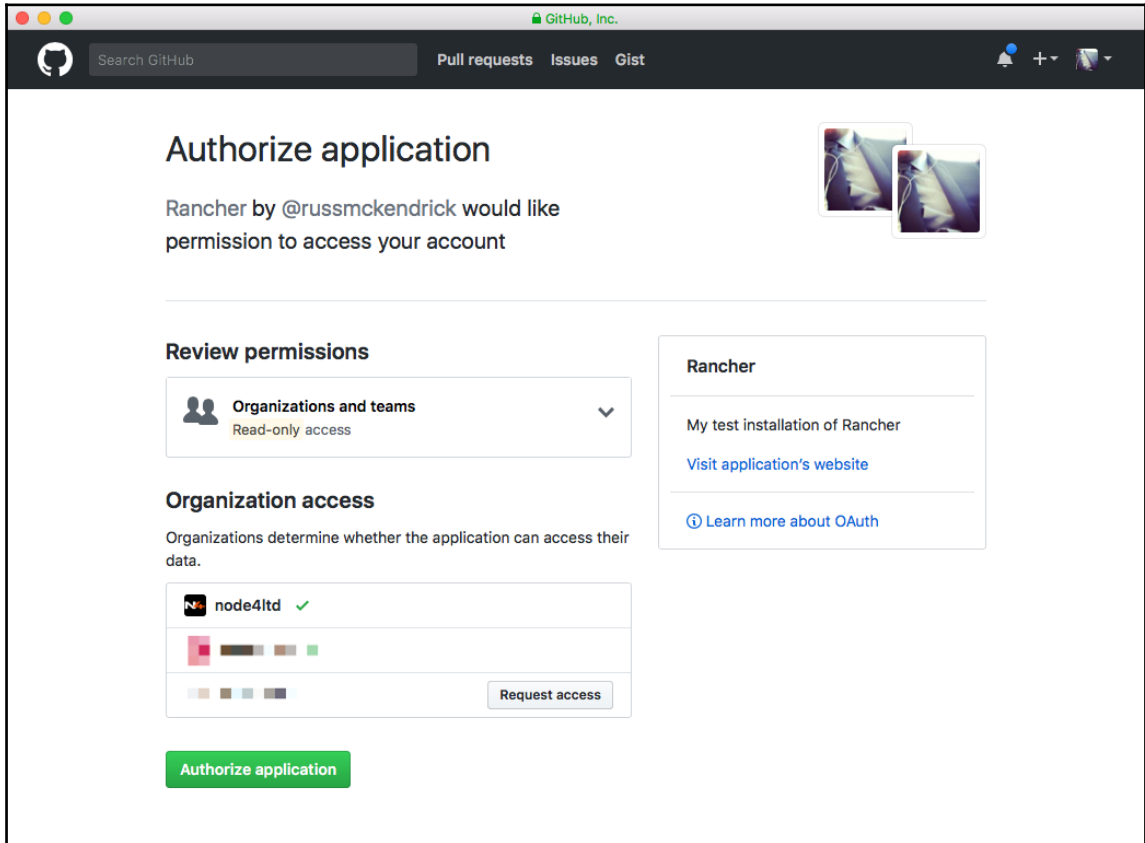 GitHub, Inc.
Search GitHub
Pull requests Issues Gist
Authorize application
Rancher by @russmckendrick would like
permission to access your account
Review permissions
Organizations and teams
Read-only access
Rancher
My test installation of Rancher
Visit application's website
Learn more about OAuth
Organization access
Organizations determine whether the application can access their
data.
node4ltd
Request access
Authorize application